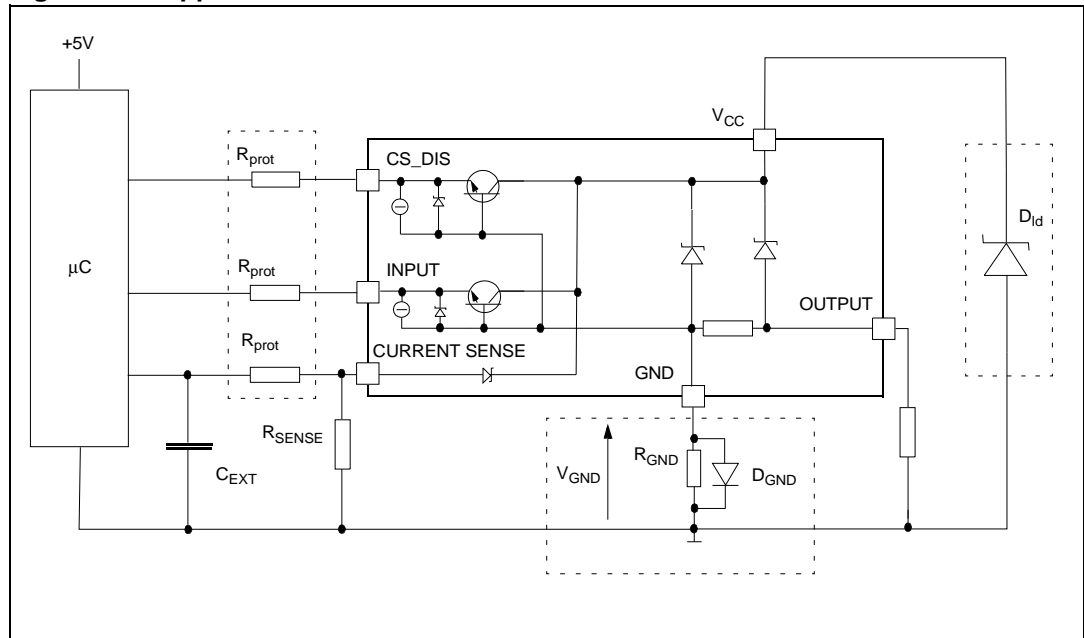 +5V
V_CC
R_prot
CS_DIS
D_ld
μC
R_prot
INPUT
OUTPUT
R_prot
CURRENT SENSE
GND
R_SENSE
C_EXT
V_GND
R_GND
D_GND